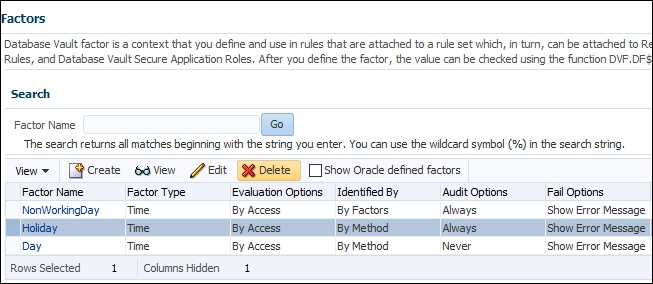 Factors
Database Vault factor is a context that you define and use in rules that are attached to a rule set which, in turn, can be attached to Re
Rules, and Database Vault Secure Application Roles. After you define the factor, the value can be checked using the function DVF.DF$
Search
Factor Name Go
The search returns all matches beginning with the string you enter. You can use the wildcard symbol (%) in the search string.
View Create View Edit Delete Show Oracle defined factors
Factor Name Factor Type Evaluation Options Identified By Audit Options Fail Options
NonWorkingDay Time By Access By Factors Always Show Error Message
Holiday Time By Access By Method Always Show Error Message
Day Time By Access By Method Never Show Error Message
Rows Selected 1 Columns Hidden 1